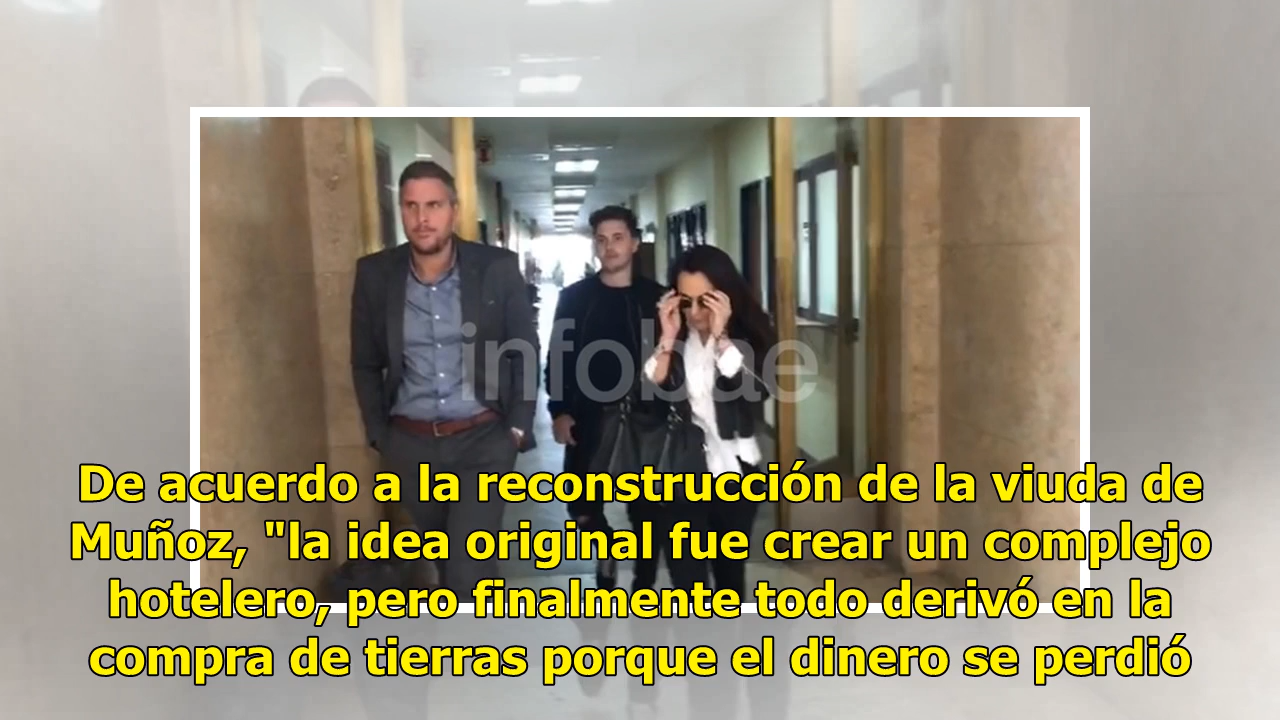 infobae
De acuerdo a la reconstrucción de la viuda de
Muñoz, "la idea original fue crear un complejo
hotelero, pero finalmente todo derivó en la
compra de tierras porque el dinero se perdió